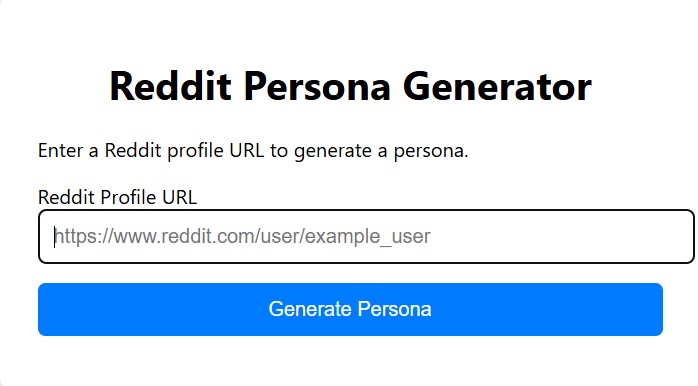 Reddit Persona Generator
Enter a Reddit profile URL to generate a persona.
Reddit Profile URL
https://www.reddit.com/user/example_user
Generate Persona